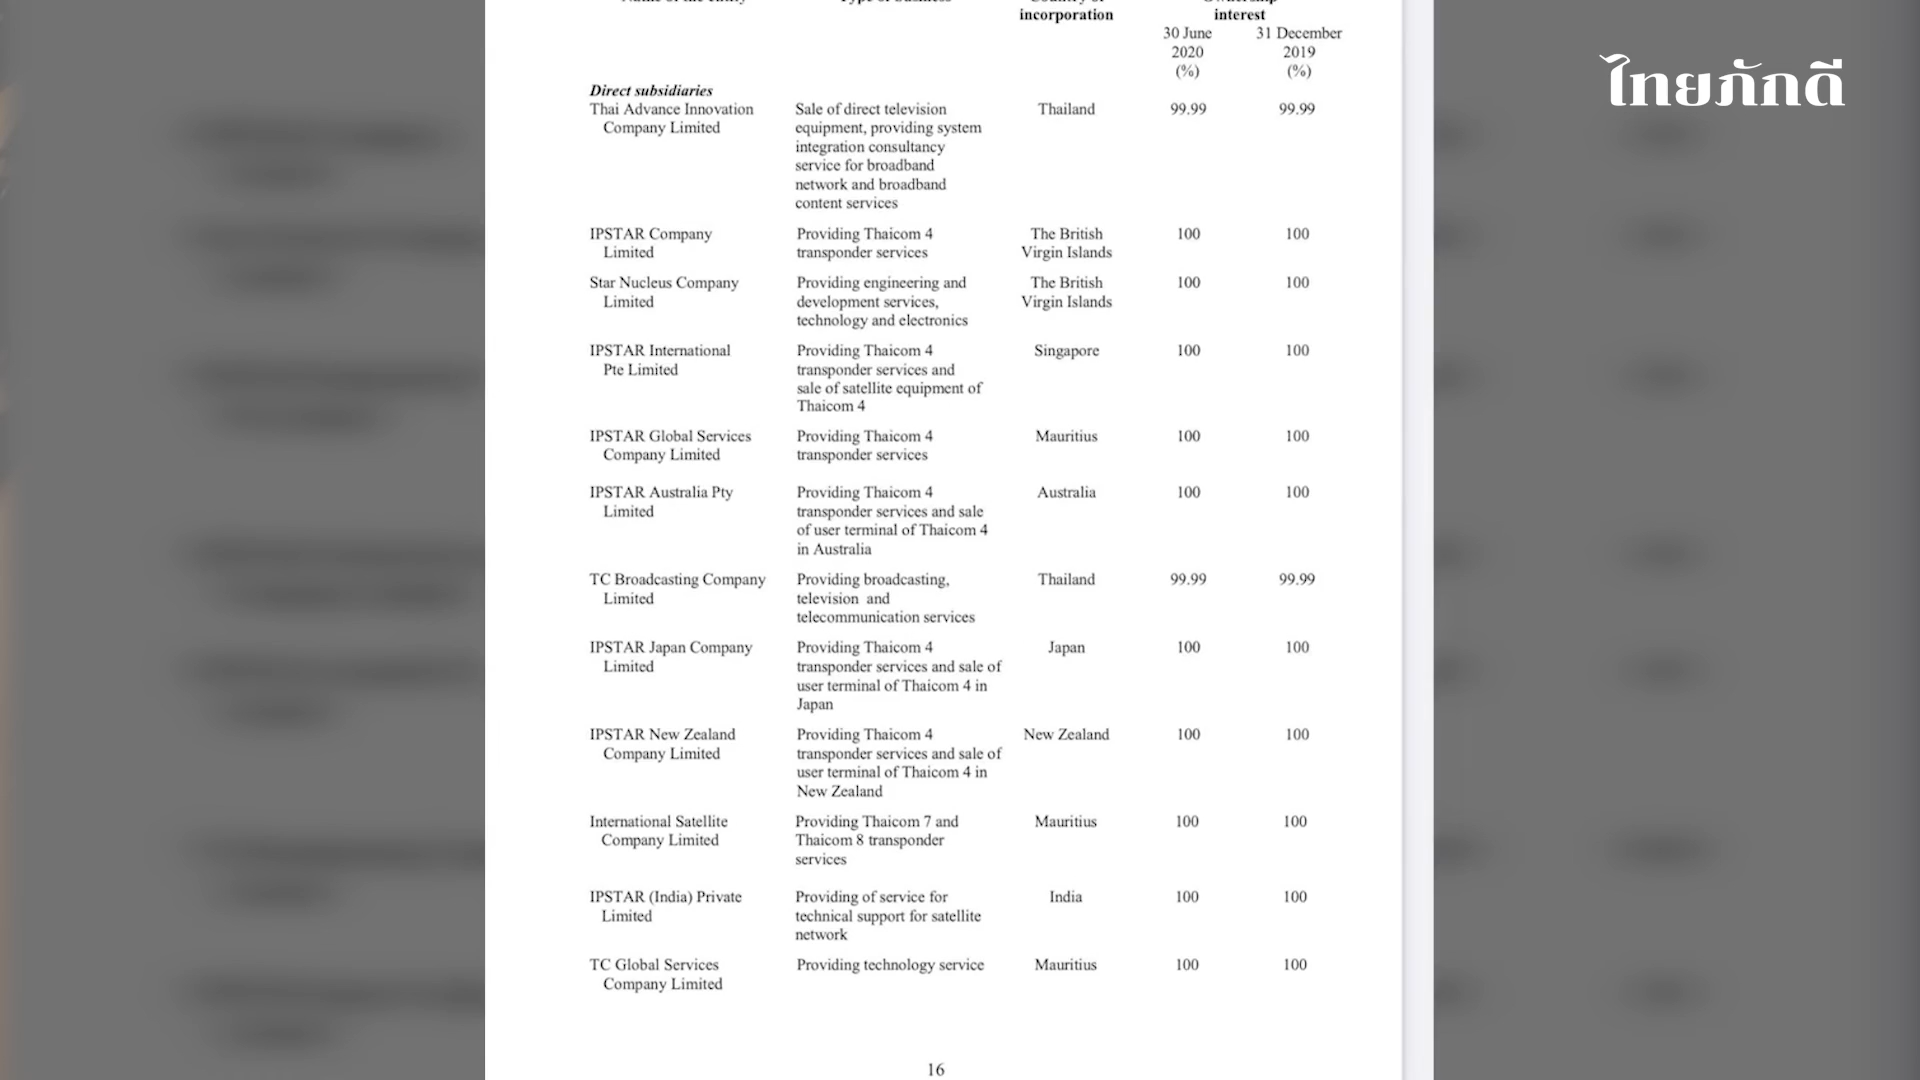 ไทยภักดี
incorporation
interest
30 June 31 December
2020 2019
(%) (%)
Direct subsidiaries
Thai Advance Innovation Sale of direct television Thailand 99.99 99.99
Company Limited equipment, providing system
integration consultancy
service for broadband
network and broadband
content services
IPSTAR Company Providing Thaicom 4 The British 100 100
Limited transponder services Virgin Islands
Star Nucleus Company Providing engineering and The British 100 100
Limited development services, Virgin Islands
technology and electronics
IPSTAR International Providing Thaicom 4 Singapore 100 100
Pte Limited transponder services and
sale of satellite equipment of
Thaicom 4
IPSTAR Global Services Providing Thaicom 4 Mauritius 100 100
Company Limited transponder services
IPSTAR Australia Pty Providing Thaicom 4 Australia 100 100
Limited transponder services and sale
of user terminal of Thaicom 4
in Australia
TC Broadcasting Company Providing broadcasting, Thailand 99.99 99.99
Limited television and
telecommunication services
IPSTAR Japan Company Providing Thaicom 4 Japan 100 100
Limited transponder services and sale of
user terminal of Thaicom 4 in
Japan
IPSTAR New Zealand Providing Thaicom 4 New Zealand 100 100
Company Limited transponder services and sale of
user terminal of Thaicom 4 in
New Zealand
International Satellite Providing Thaicom 7 and Mauritius 100 100
Company Limited Thaicom 8 transponder
services
IPSTAR (India) Private Providing of service for India 100 100
Limited technical support for satellite
network
TC Global Services Providing technology service Mauritius 100 100
Company Limited
16